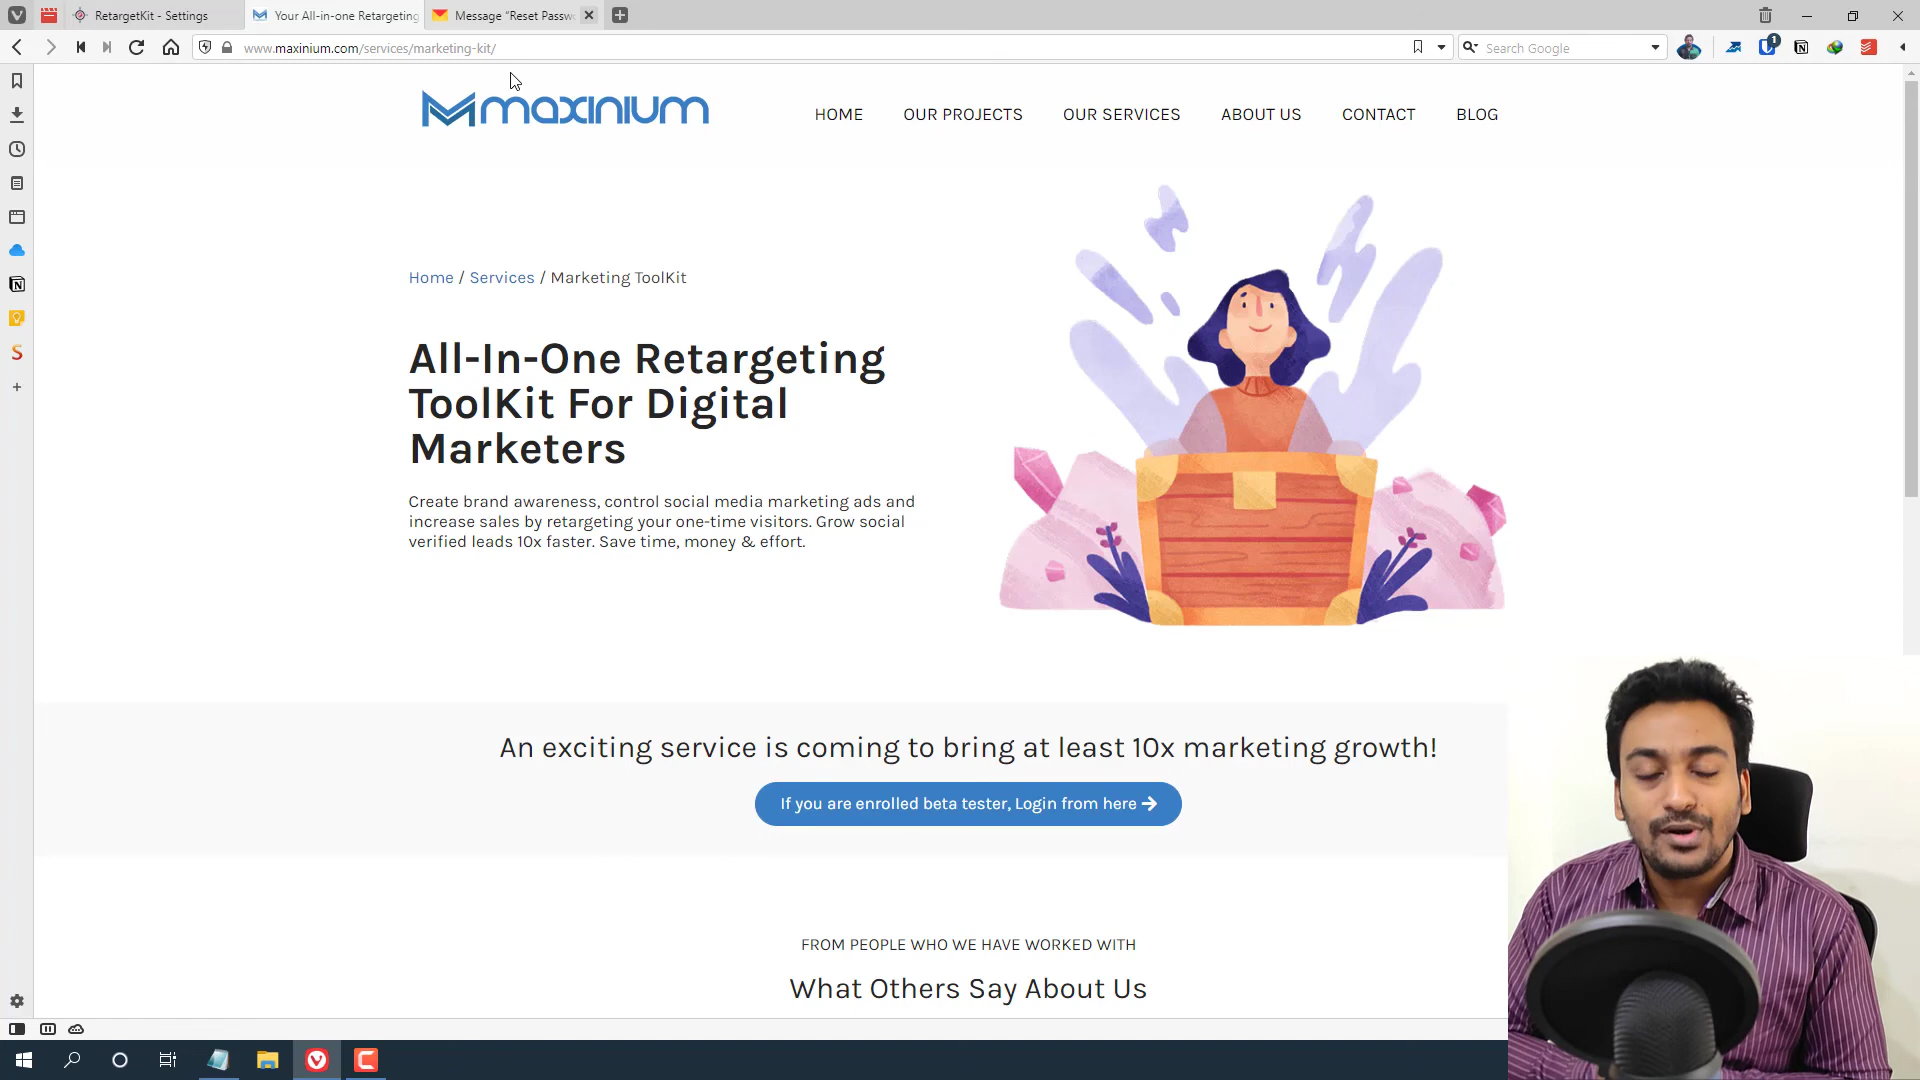 RetargetKit - Settings
Your All-in-one Retargeting
Message "Reset Passw
www.maxinium.com/services/marketing-kit/
Search Google
1
maxinium
HOME
OUR PROJECTS
OUR SERVICES
ABOUT US
CONTACT
BLOG
Home / Services / Marketing ToolKit
All-In-One Retargeting
ToolKit For Digital
Marketers
Create brand awareness, control social media marketing ads and
increase sales by retargeting your one-time visitors. Grow social
verified leads 10x faster. Save time, money & effort.
An exciting service is coming to bring at least 10x marketing growth!
If you are enrolled beta tester, Login from here
FROM PEOPLE WHO WE HAVE WORKED WITH
What Others Say About Us